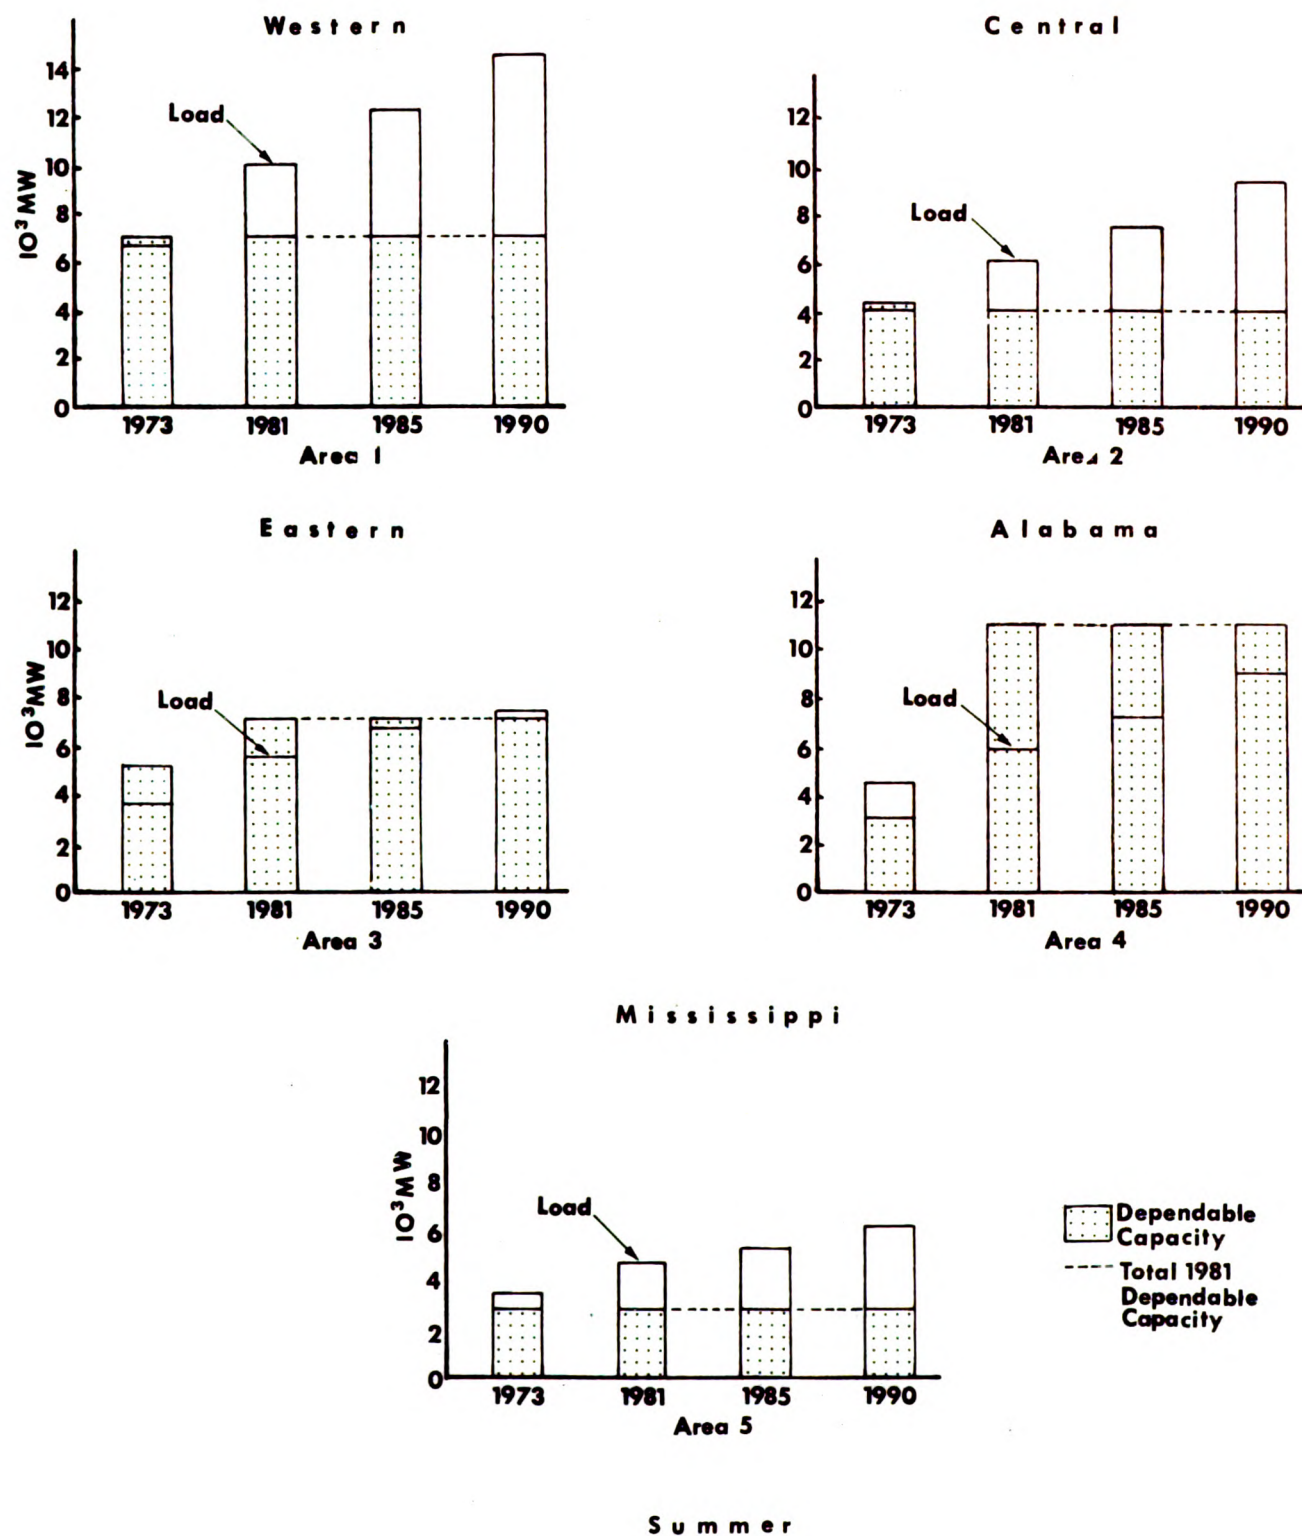 Western
Load
10³MW
14
12
10
8
6
4
2
0
1973 1981 1985 1990
Area 1
Central
Load
12
10
8
6
4
2
0
1973 1981 1985 1990
Area 2
Eastern
Load
10³MW
12
10
8
6
4
2
0
1973 1981 1985 1990
Area 3
Alabama
Load
12
10
8
6
4
2
0
1973 1981 1985 1990
Area 4
Mississippi
Load
10³MW
12
10
8
6
4
2
0
1973 1981 1985 1990
Area 5
Dependable
Capacity
Total 1981
Dependable
Capacity
Summer